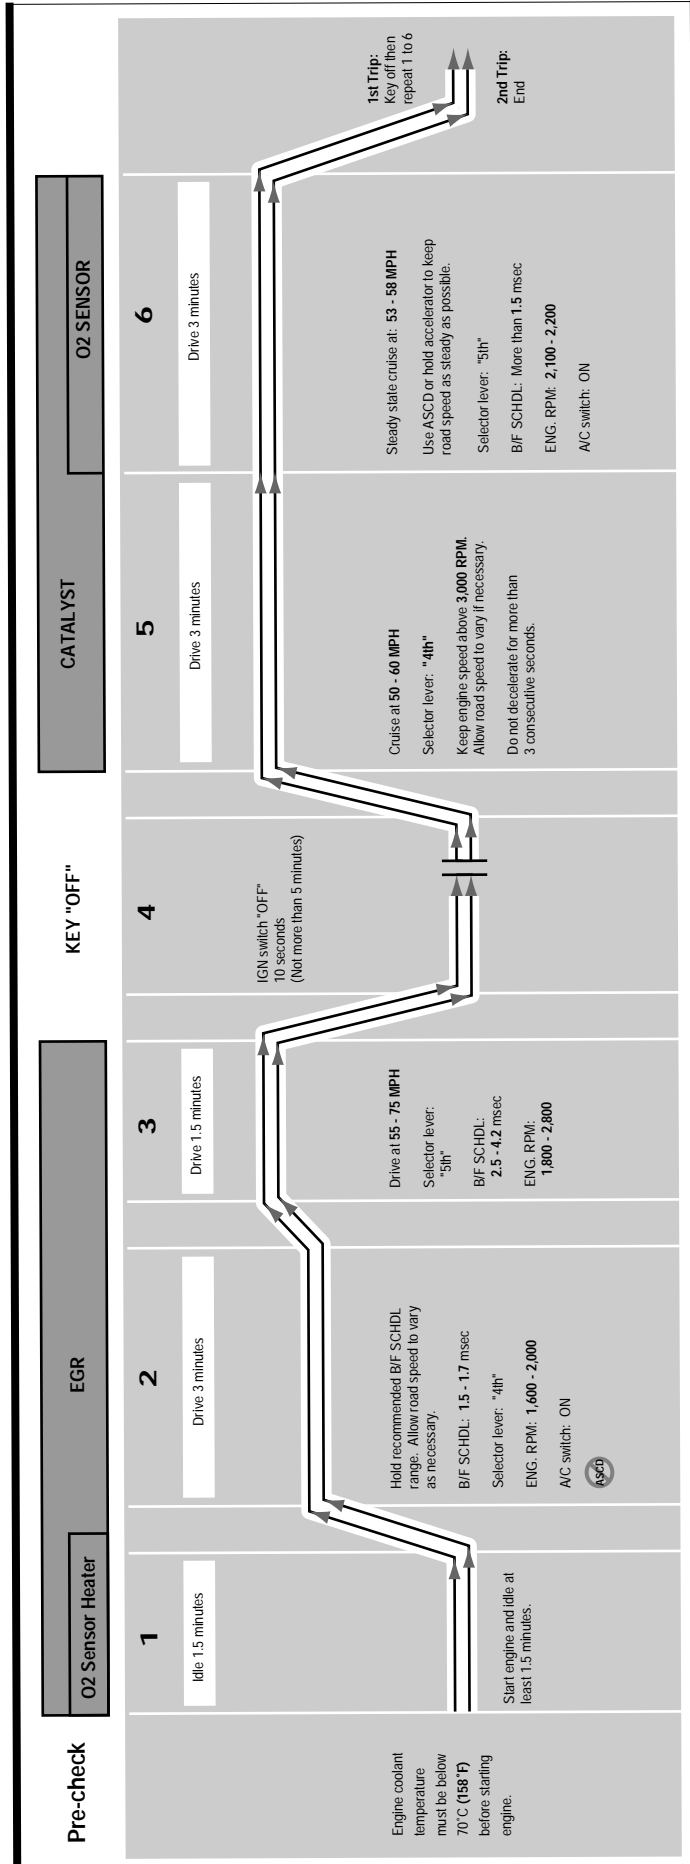 Pre-check
EGR
O2 Sensor Heater
KEY "OFF"
CATALYST
O2 SENSOR
Engine coolant
temperature
must be below
70˚C (158˚F)
before starting
engine.
1
Idle 1.5 minutes
Start engine and idle at
least 1.5 minutes.
2
Drive 3 minutes
Hold recommended B/F SCHDL
range. Allow road speed to vary
as necessary.
B/F SCHDL: 1.5 - 1.7 msec
Selector lever: "4th"
ENG. RPM: 1,600 - 2,000
A/C switch: ON
ASCD
3
Drive 1.5 minutes
Drive at 55 - 75 MPH
Selector lever:
"5th"
B/F SCHDL:
2.5 - 4.2 msec
ENG. RPM:
1,800 - 2,800
4
IGN switch "OFF"
10 seconds
(Not more than 5 minutes)
5
Drive 3 minutes
Cruise at 50 - 60 MPH
Selector lever: "4th"
Keep engine speed above 3,000 RPM.
Allow road speed to vary if necessary.
Do not decelerate for more than
3 consecutive seconds.
6
Drive 3 minutes
Steady state cruise at: 53 - 58 MPH
Use ASCD or hold accelerator to keep
road speed as steady as possible.
Selector lever: "5th"
B/F SCHDL: More than 1.5 msec
ENG. RPM: 2,100 - 2,200
A/C switch: ON
1st Trip:
Key off then
repeat 1 to 6
2nd Trip:
End